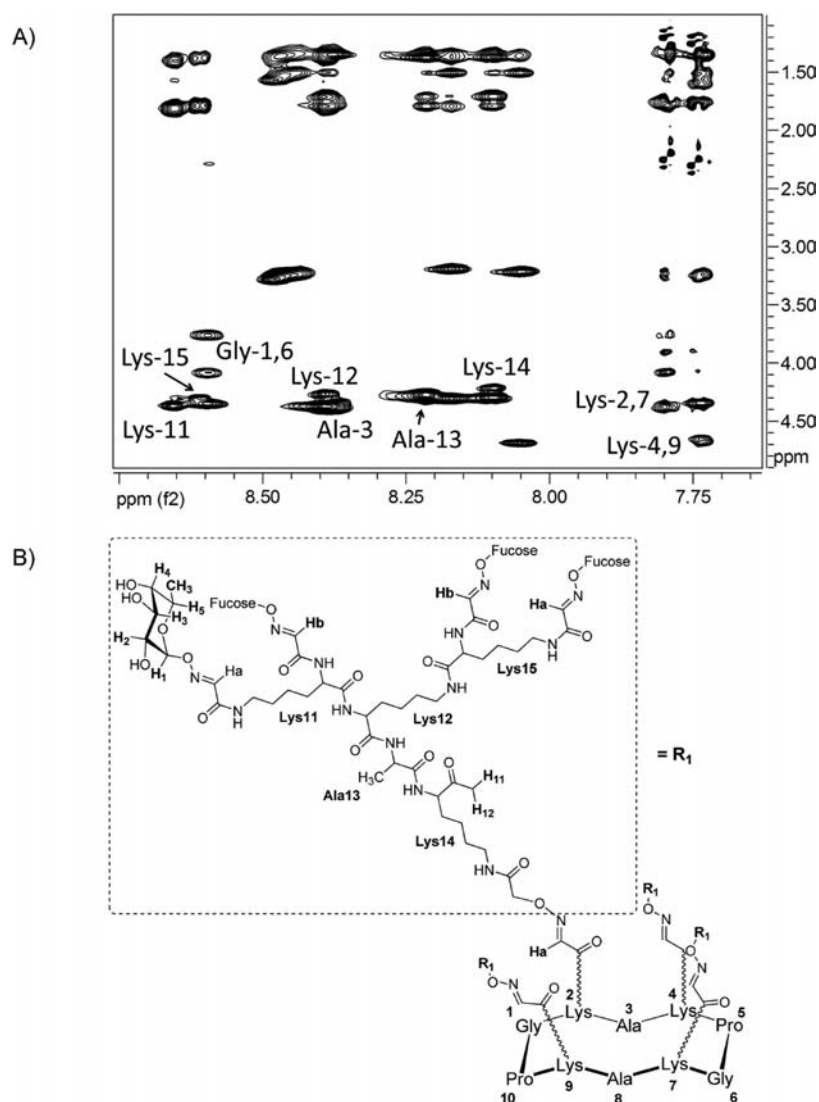 A)
1.50
2.00
2.50
3.00
3.50
4.00
4.50
ppm
Lys-15
Gly-1,6
Lys-12
Lys-14
Lys-11
Ala-3
Ala-13
Lys-2,7
Lys-4,9
ppm (f2)
8.50
8.25
8.00
7.75
B)
Fucose
Fucose
H4
HO
CH3
HO
H5
H3
H2
HO
H1
O
O
N
Ha
O
N
H
Fucose
O
N
Hb
O
HN
Lys11
O
N
H
Hb
N
O
O
HN
O
Ha
N
O
O
N
H
Lys15
N
H
Lys12
O
NH
O
H3C
Ala13
O
H11
H12
HN
Lys14
NH
O
= R1
O
N
Ha
O
R1
O
N
R1
O
N
O
R1
O
N
O
1
2
3
4
5
Gly
Lys
Ala
Lys
Pro
Pro
Lys
Ala
Lys
Gly
10
9
8
7
6